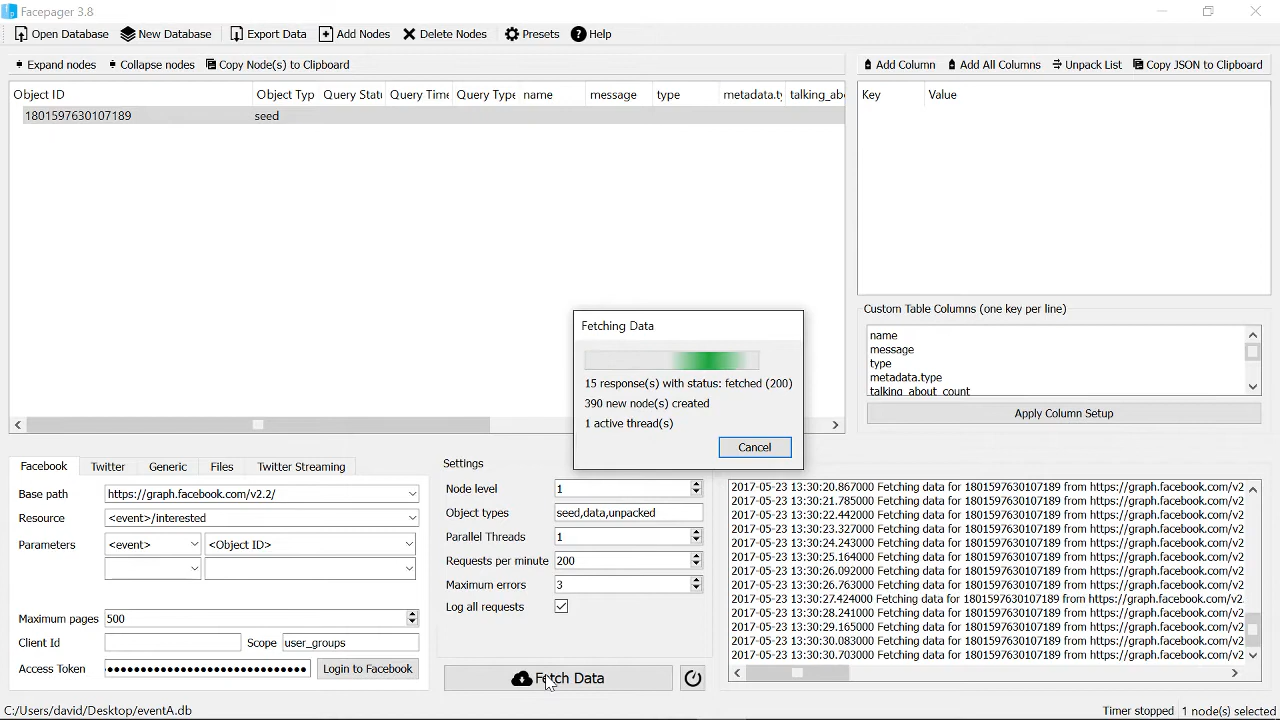 Facepager 3.8
Open Database New Database Export Data Add Nodes Delete Nodes Presets Help
Expand nodes Collapse nodes Copy Node(s) to Clipboard
Add Column Add All Columns Unpack List Copy JSON to Clipboard
Object ID Object Typ Query Statu Query Time Query Type name message type metadata.ty talking_abo
1801597630107189 seed
Key Value
Custom Table Columns (one key per line)
name
message
type
metadata.type
talking_about_count
Apply Column Setup
Fetching Data
15 response(s) with status: fetched (200)
390 new node(s) created
1 active thread(s)
Cancel
Facebook Twitter Generic Files Twitter Streaming
Base path https://graph.facebook.com/v2.2/
Resource <event>/interested
Parameters <event> <Object ID>
Maximum pages 500
Client Id Scope user_groups
Access Token Login to Facebook
Settings
Node level 1
Object types seed,data,unpacked
Parallel Threads 1
Requests per minute 200
Maximum errors 3
Log all requests
Fetch Data
2017-05-23 13:30:20.867000 Fetching data for 1801597630107189 from https://graph.facebook.com/v2
2017-05-23 13:30:21.785000 Fetching data for 1801597630107189 from https://graph.facebook.com/v2
2017-05-23 13:30:22.442000 Fetching data for 1801597630107189 from https://graph.facebook.com/v2
2017-05-23 13:30:23.327000 Fetching data for 1801597630107189 from https://graph.facebook.com/v2
2017-05-23 13:30:24.243000 Fetching data for 1801597630107189 from https://graph.facebook.com/v2
2017-05-23 13:30:25.164000 Fetching data for 1801597630107189 from https://graph.facebook.com/v2
2017-05-23 13:30:26.092000 Fetching data for 1801597630107189 from https://graph.facebook.com/v2
2017-05-23 13:30:26.763000 Fetching data for 1801597630107189 from https://graph.facebook.com/v2
2017-05-23 13:30:27.424000 Fetching data for 1801597630107189 from https://graph.facebook.com/v2
2017-05-23 13:30:28.241000 Fetching data for 1801597630107189 from https://graph.facebook.com/v2
2017-05-23 13:30:29.165000 Fetching data for 1801597630107189 from https://graph.facebook.com/v2
2017-05-23 13:30:30.083000 Fetching data for 1801597630107189 from https://graph.facebook.com/v2
2017-05-23 13:30:30.703000 Fetching data for 1801597630107189 from https://graph.facebook.com/v2
C:/Users/david/Desktop/eventA.db
Timer stopped 1 node(s) selected